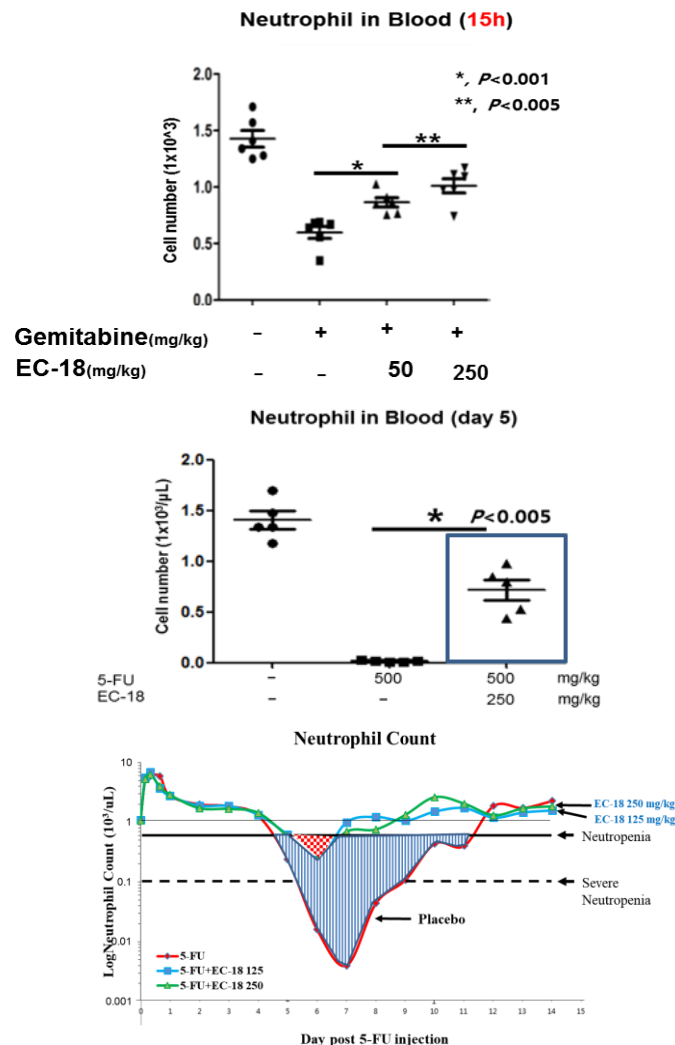 Neutrophil in Blood (15h)
*, P<0.001
**, P<0.005
Cell number (1x10^3)
2.0
1.5
1.0
0.5
0.0
*
**
Gemitabine(mg/kg) – + + +
EC-18(mg/kg) – – 50 250
Neutrophil in Blood (day 5)
Cell number (1x10³/µL)
2.0
1.5
1.0
0.5
0.0
* P<0.005
5-FU – 500 500 mg/kg
EC-18 – – 250 mg/kg
Neutrophil Count
LogNeutrophil Count (10³/uL)
10
1
0.1
0.01
0.001
EC-18 250 mg/kg
EC-18 125 mg/kg
Neutropenia
Severe
Neutropenia
Placebo
5-FU
5-FU+EC-18 125
5-FU+EC-18 250
0 1 2 3 4 5 6 7 8 9 10 11 12 13 14 15
Day post 5-FU injection